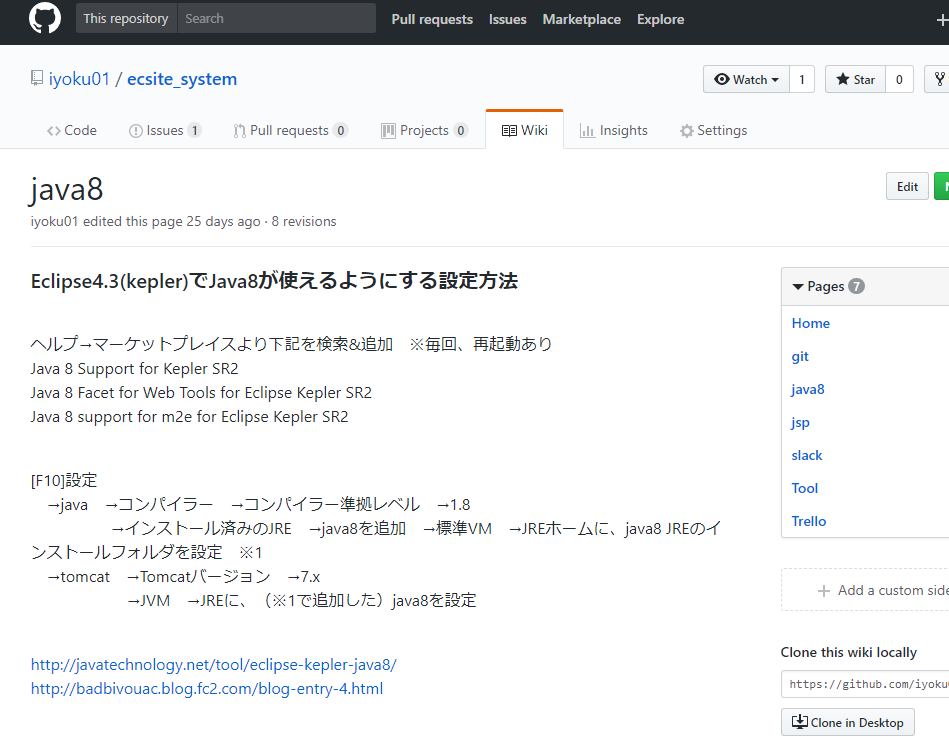 This repository Search Pull requests Issues Marketplace Explore
iyoku01 / ecsite_system Watch 1 Star 0
Code Issues 1 Pull requests 0 Projects 0 Wiki Insights Settings
java8 Edit
iyoku01 edited this page 25 days ago · 8 revisions
Eclipse4.3(kepler)でJava8が使えるようにする設定方法
ヘルプ→マーケットプレイスより下記を検索&追加　※毎回、再起動あり
Java 8 Support for Kepler SR2
Java 8 Facet for Web Tools for Eclipse Kepler SR2
Java 8 support for m2e for Eclipse Kepler SR2
[F10]設定
→java　→コンパイラー　→コンパイラー準拠レベル　→1.8
→インストール済みのJRE　→java8を追加　→標準VM　→JREホームに、java8 JREのイ
ンストールフォルダを設定　※1
→tomcat　→Tomcatバージョン　→7.x
→JVM　→JREに、（※1で追加した）java8を設定
http://javatechnology.net/tool/eclipse-kepler-java8/
http://badbivouac.blog.fc2.com/blog-entry-4.html
Pages 7
Home
git
java8
jsp
slack
Tool
Trello
Add a custom side
Clone this wiki locally
https://github.com/iyoku
Clone in Desktop